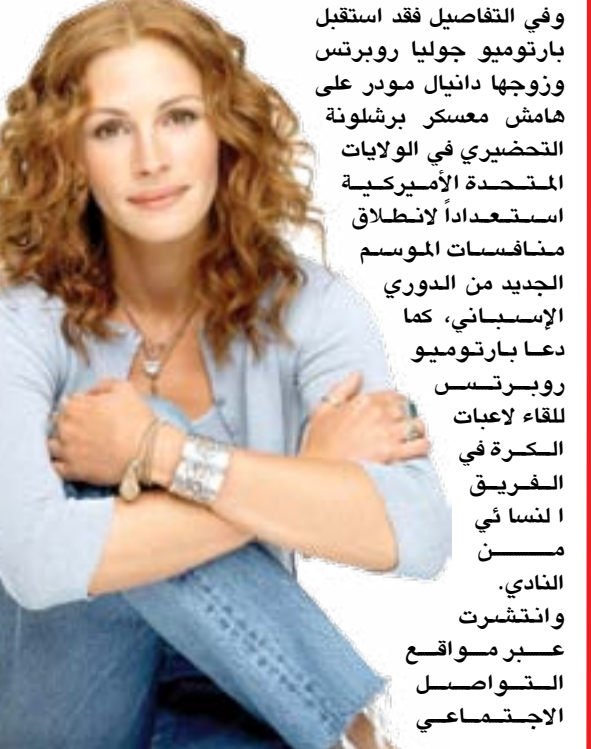 وفي التفاصيل فقد استقبل
بارتوميو جوليا روبرتس
وزوجها دانيال مودر على
هامش معسكر برشلونة
التحضيري في الولايات
المتحدة الأميركية
استعداداً لانطلاق
منافسات الموسم
الجديد من الدوري
الإسباني، كما
دعا بارتوميو
روبرتس
للقاء لاعبات
الكرة في
الفريق
النسائي
من
النادي.
وانتشرت
عبر مواقع
التواصل
الاجتماعي